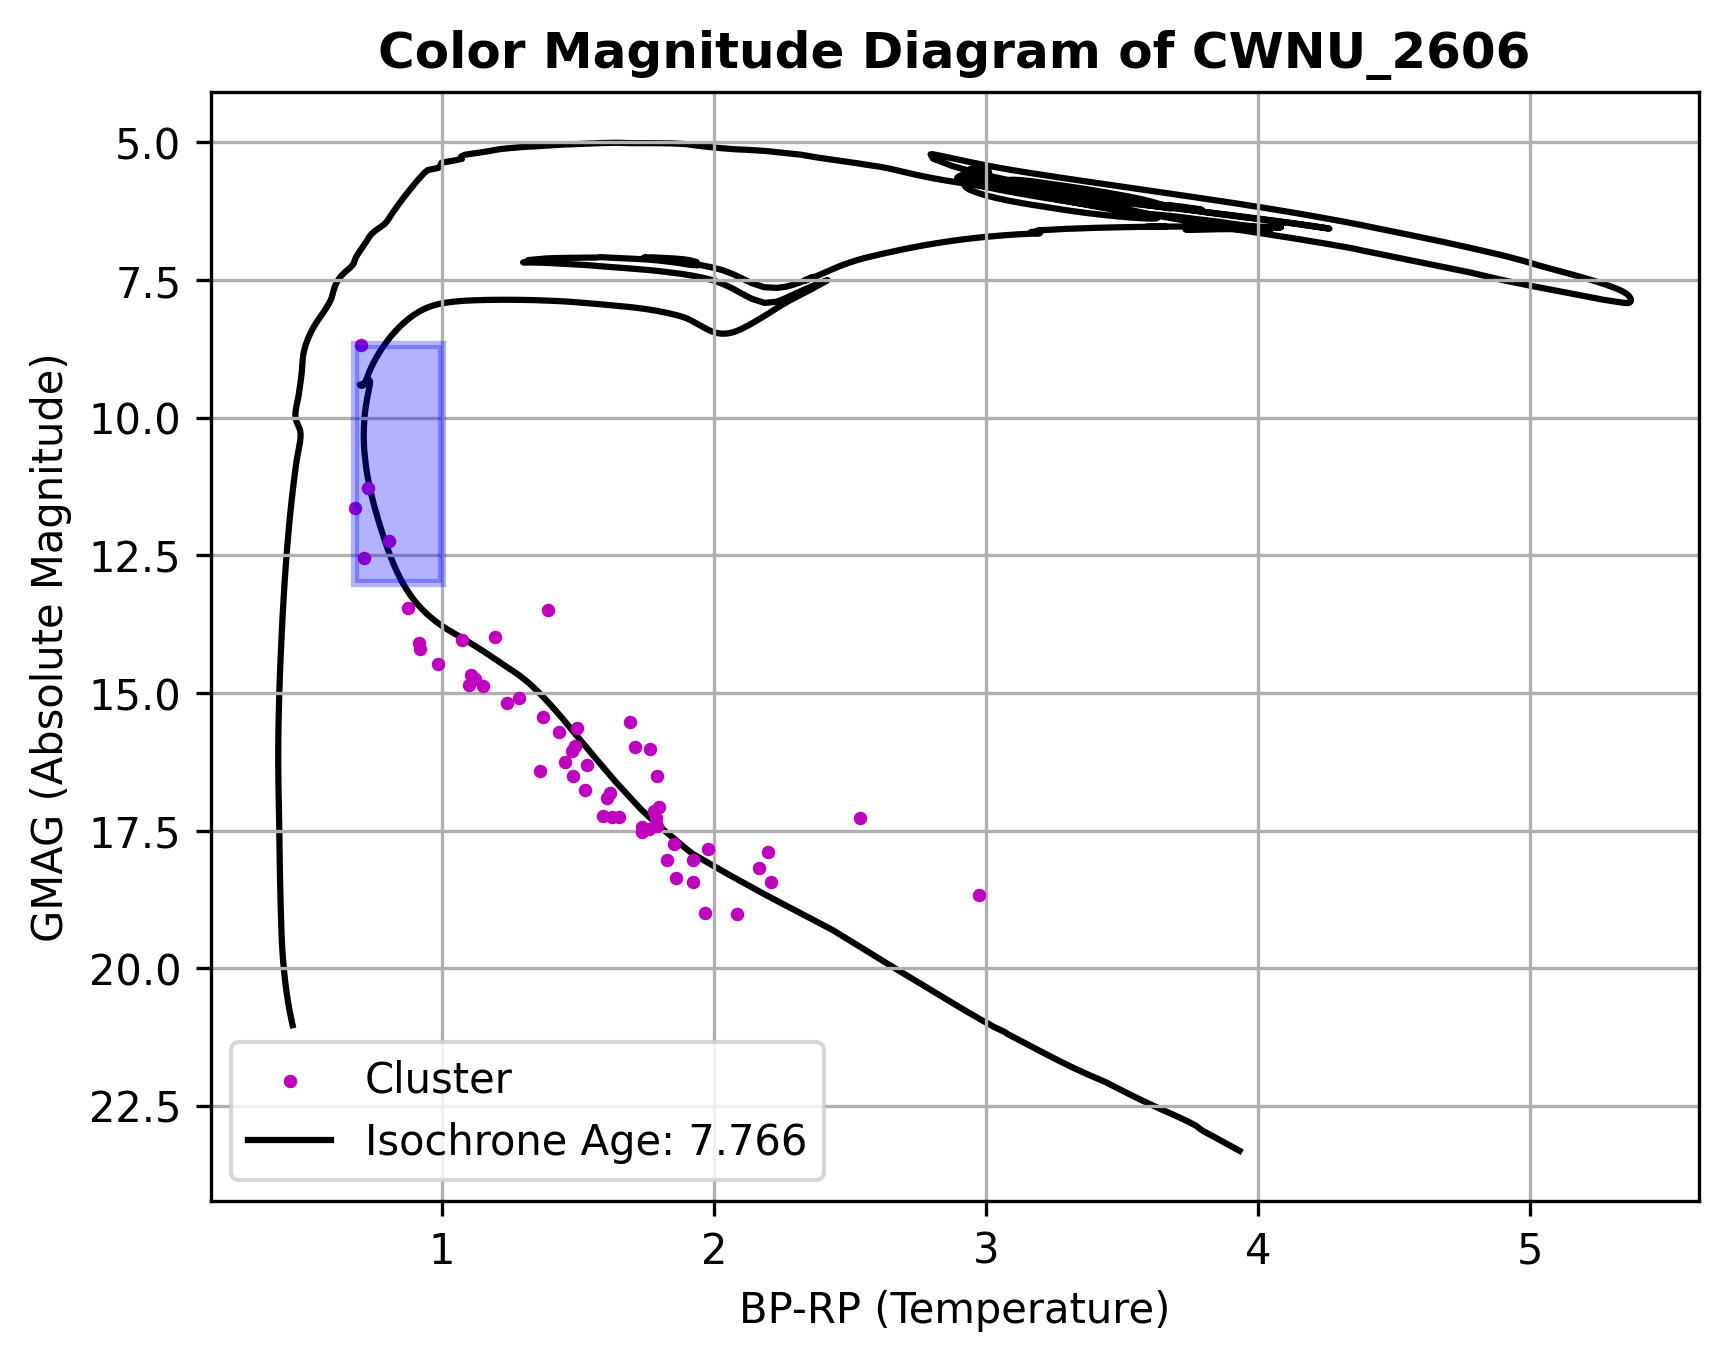 Color Magnitude Diagram of CWNU_2606
GMAG (Absolute Magnitude)
5.0
7.5
10.0
12.5
15.0
17.5
20.0
22.5
Cluster
Isochrone Age: 7.766
1 2 3 4 5
BP-RP (Temperature)